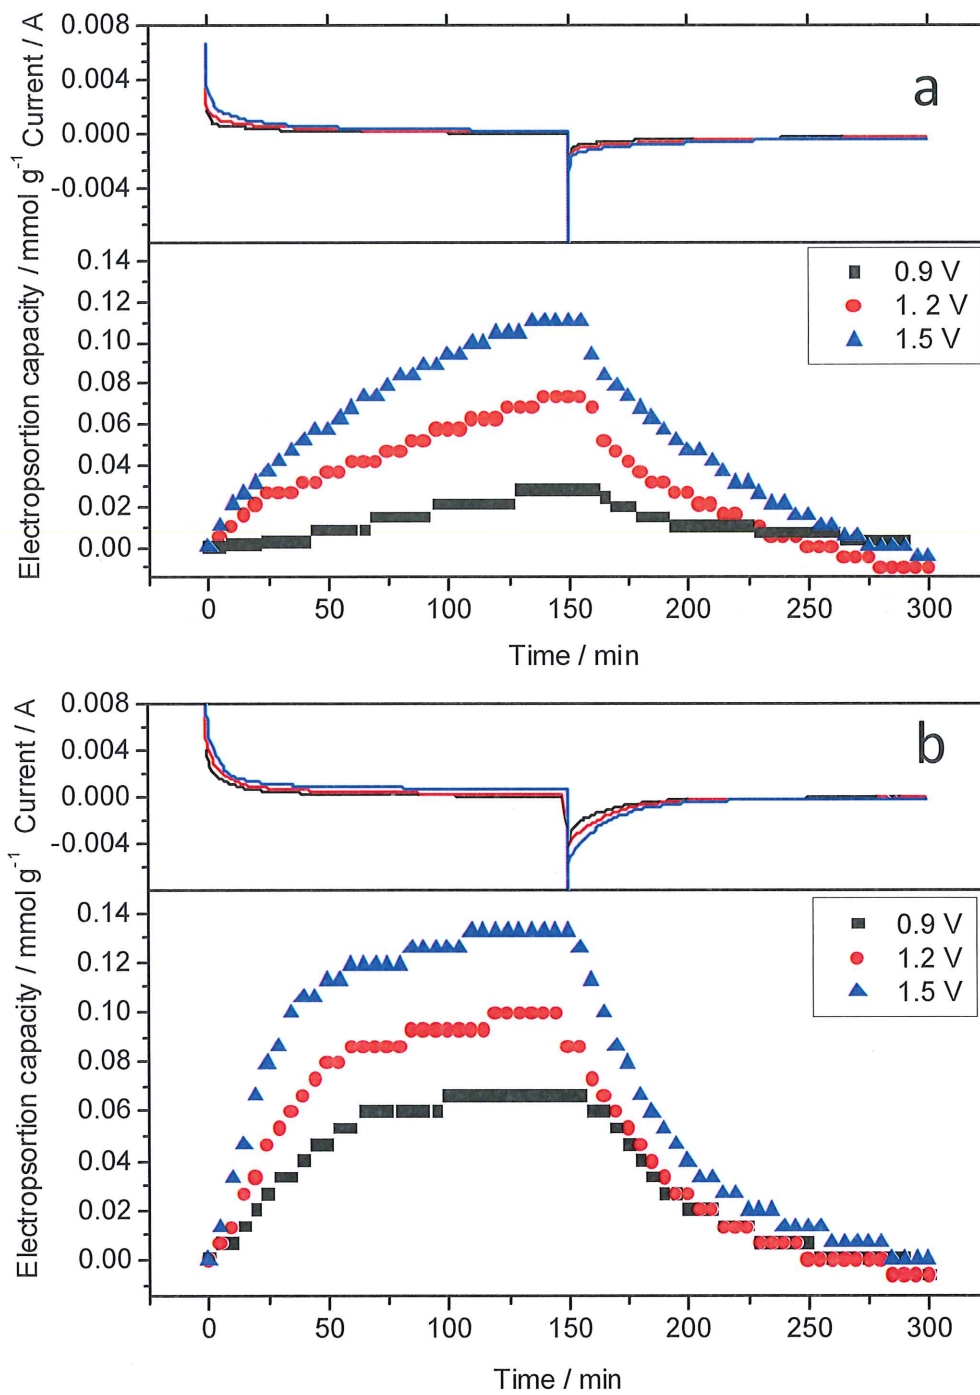 Current / A
0.008
0.004
0.000
-0.004
a
Electropsortion capacity / mmol g⁻¹
0.14
0.12
0.10
0.08
0.06
0.04
0.02
0.00
0.9 V
1. 2 V
1.5 V
0 50 100 150 200 250 300
Time / min
Current / A
0.008
0.004
0.000
-0.004
b
Electropsortion capacity / mmol g⁻¹
0.14
0.12
0.10
0.08
0.06
0.04
0.02
0.00
0.9 V
1.2 V
1.5 V
0 50 100 150 200 250 300
Time / min